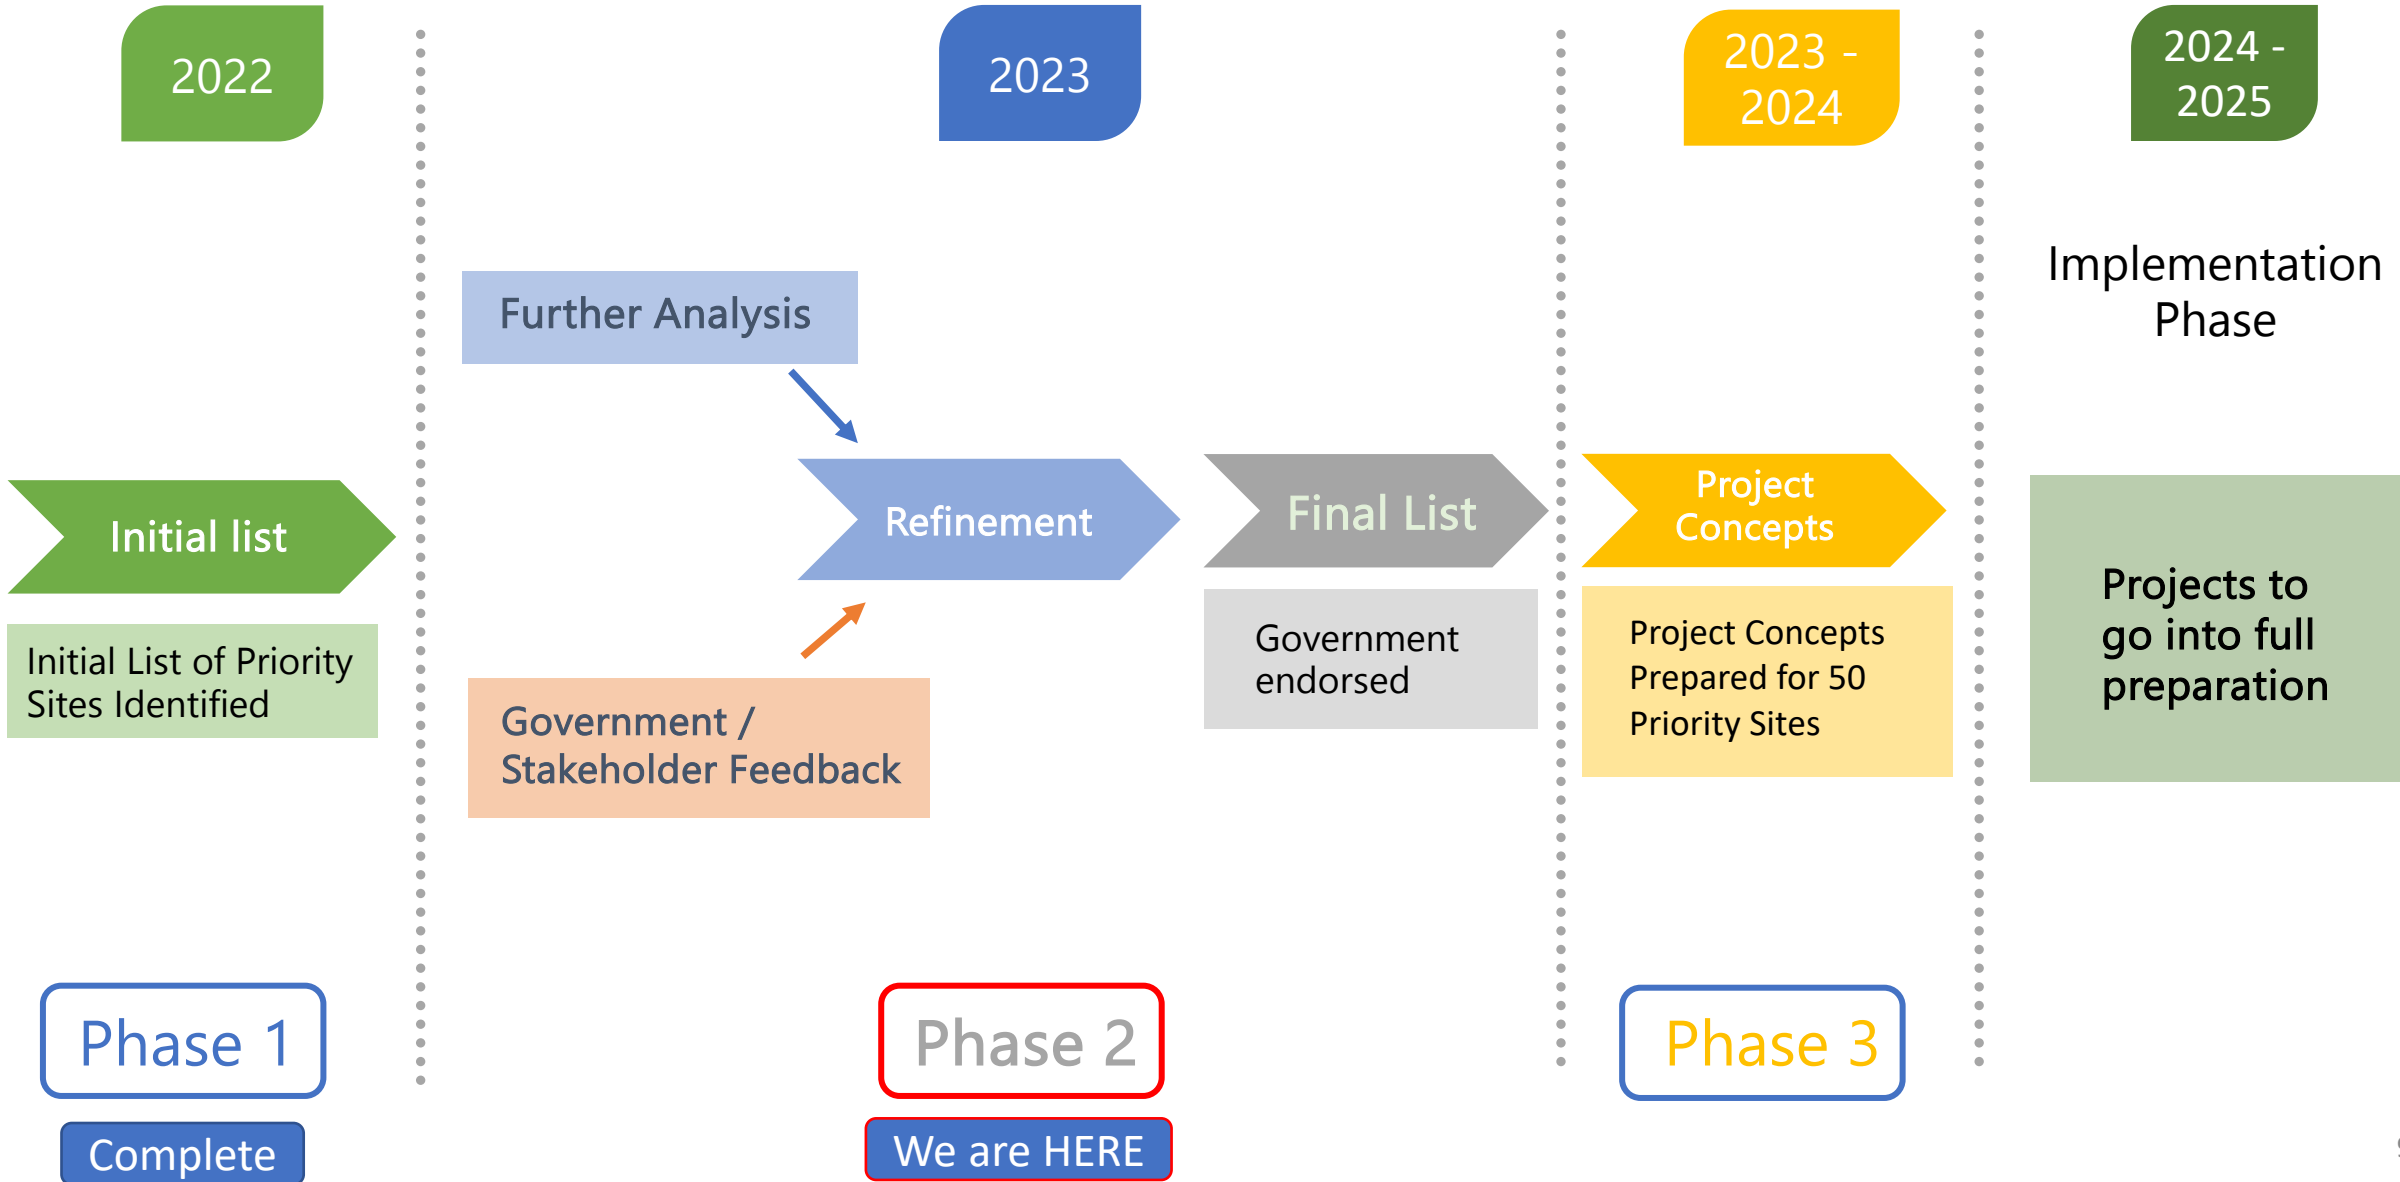 2022
2023
2023 -
2024
2024 -
2025
Implementation
Phase
Further Analysis
Initial list
Refinement
Final List
Project
Concepts
Initial List of Priority
Sites Identified
Government /
Stakeholder Feedback
Government
endorsed
Project Concepts
Prepared for 50
Priority Sites
Projects to
go into full
preparation
Phase 1
Phase 2
Phase 3
Complete
We are HERE